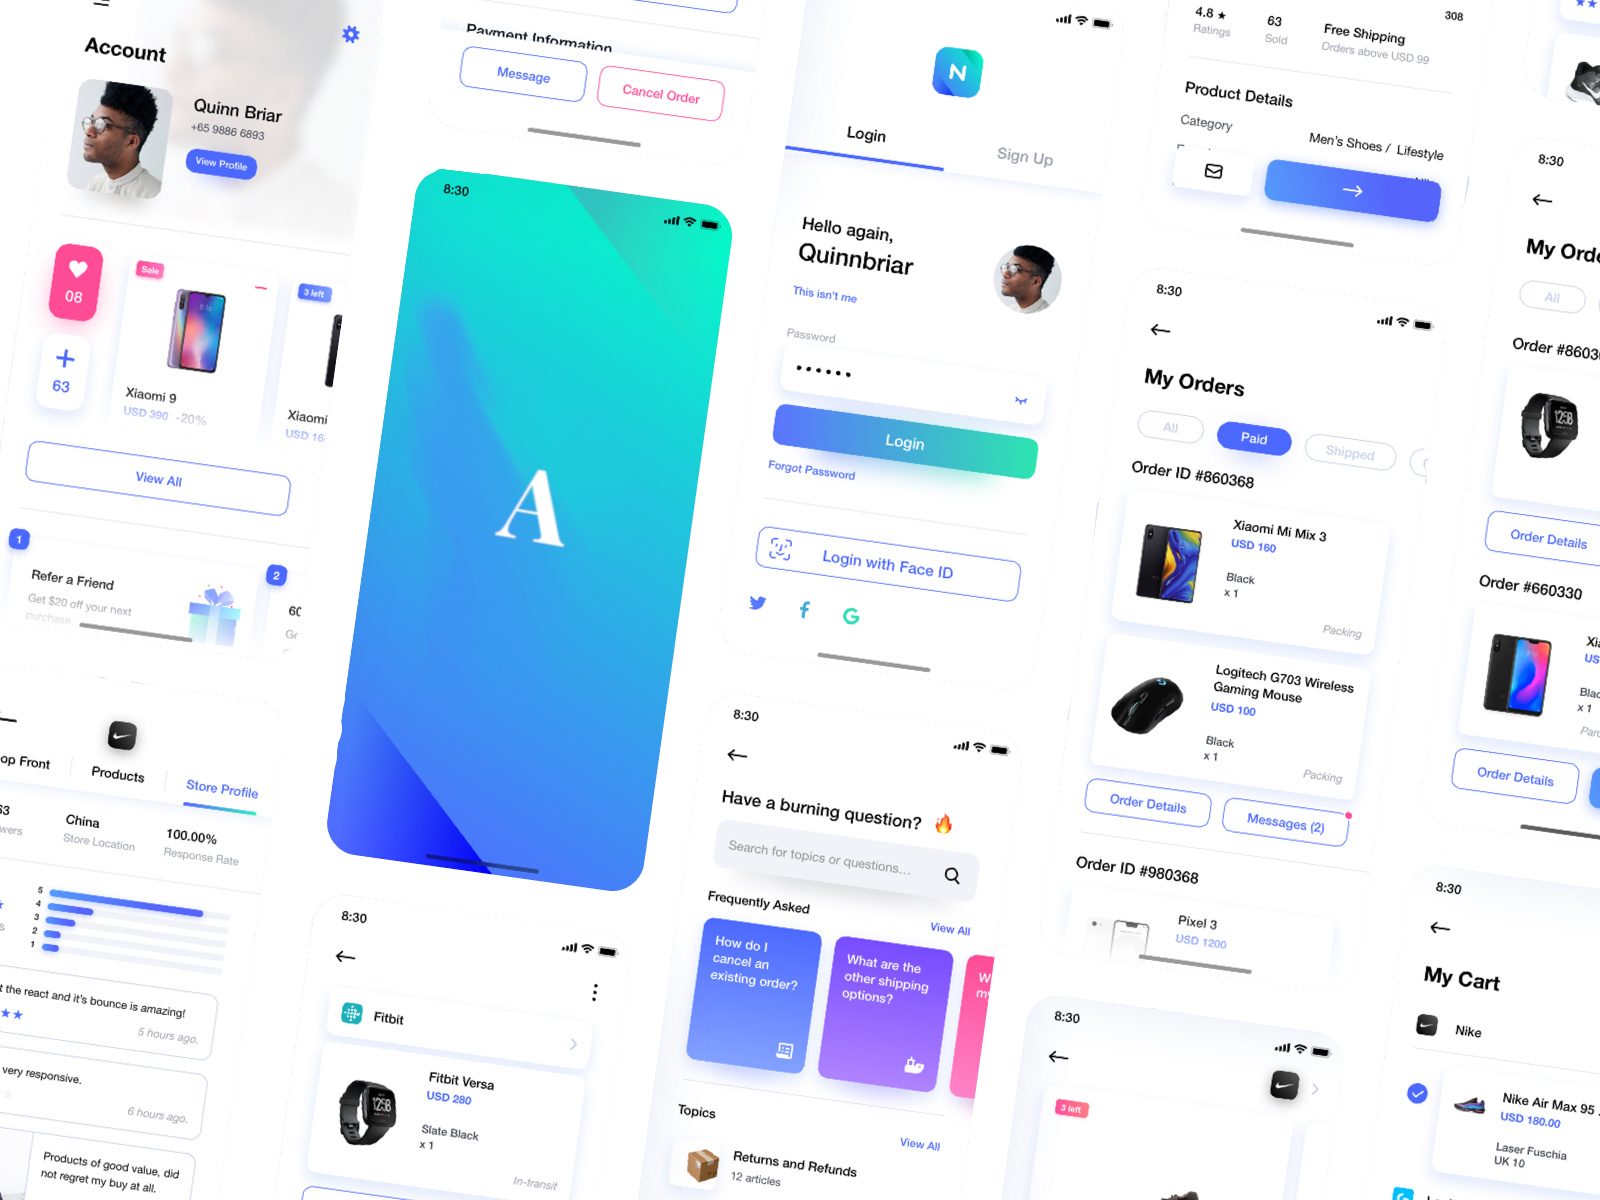 Account
Quinn Briar
+65 9886 6893
View Profile
08
63
Sale
Xiaomi 9
USD 390 -20%
3 left
Xiaomi
USD 16
View All
1
Refer a Friend
Get $20 off your next
purchase.
2
60
Ge
Payment Information
Message
Cancel Order
8:30
A
N
Login
Sign Up
Hello again,
Quinnbriar
This isn't me
Password
Login
Forgot Password
Login with Face ID
4.8 ★
Ratings
63
Sold
Free Shipping
Orders above USD 99
308
Product Details
Category
Men's Shoes / Lifestyle
8:30
My Orders
All
Paid
Shipped
Order ID #860368
Xiaomi Mi Mix 3
USD 160
Black
x 1
Packing
Logitech G703 Wireless
Gaming Mouse
USD 100
Black
x 1
Packing
Order Details
Messages (2)
Order ID #980368
Pixel 3
USD 1200
8:30
My Orde
All
Order #8603
Order Details
Order #660330
Xia
US
Blac
x 1
Parc
Order Details
op Front
Products
Store Profile
63
wers
China
Store Location
100.00%
Response Rate
5
4
3
2
1
t the react and it's bounce is amazing!
5 hours ago.
very responsive.
6 hours ago.
Products of good value, did
not regret my buy at all.
8:30
Fitbit
Fitbit Versa
USD 280
Slate Black
x 1
In-transit
8:30
Have a burning question? 🔥
Search for topics or questions...
Frequently Asked
View All
How do I
cancel an
existing order?
What are the
other shipping
options?
W
my
Topics
View All
Returns and Refunds
12 articles
8:30
3 left
8:30
My Cart
Nike
Nike Air Max 95
USD 180.00
Laser Fuschia
UK 10